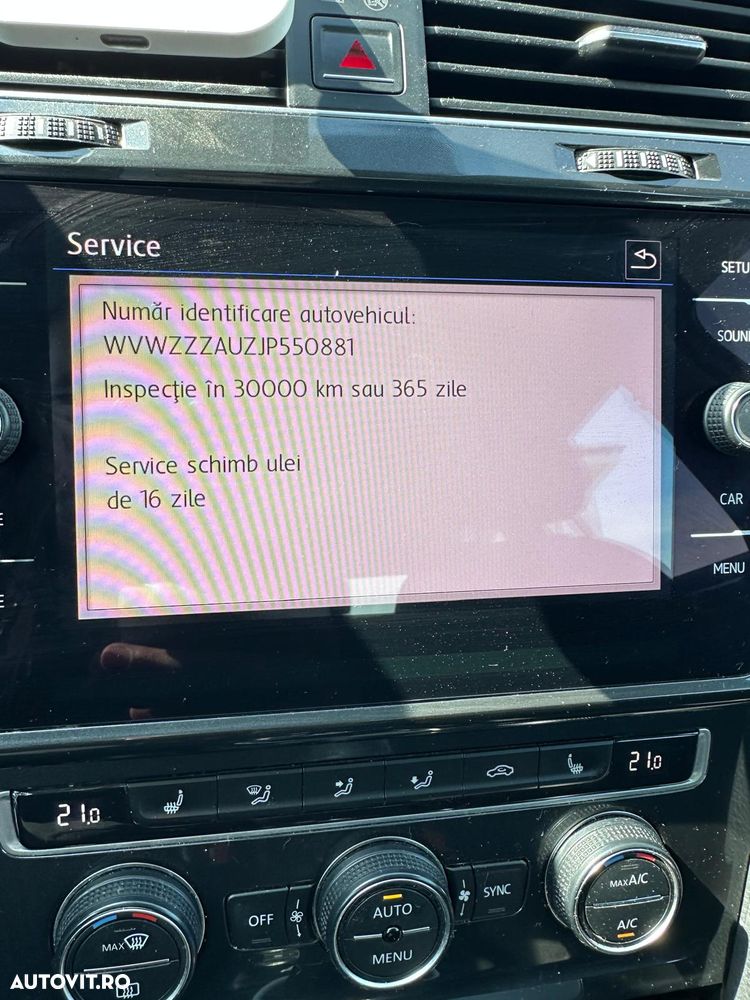 Service
SETU
Număr identificare autovehicul:
WVWZZZAUZJP550881
SOUN
Inspecţie în 30000 km sau 365 zile
Service schimb ulei
de 16 zile
CAR
E
MENU
E
21.0
21.0
OFF
AUTO
MENU
SYNC
MAX A/C
A/C
MAX
AUTOVIT.RO